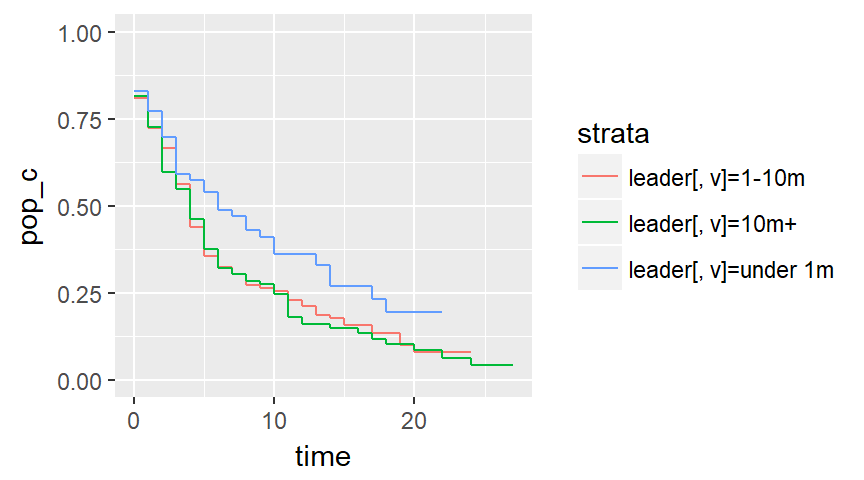 1.00
0.75
0.50
0.25
0.00
pop_c
0 10 20
time
strata
leader[, v]=1-10m
leader[, v]=10m+
leader[, v]=under 1m